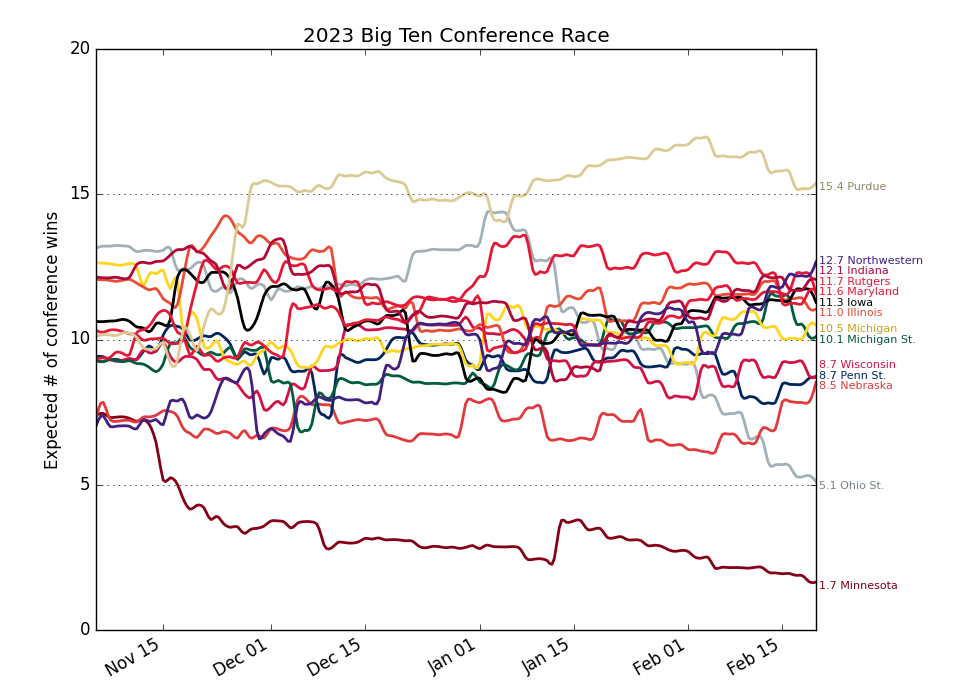 2023 Big Ten Conference Race
Expected # of conference wins
20
15
10
5
0
15.4 Purdue
12.7 Northwestern
12.1 Indiana
11.7 Rutgers
11.6 Maryland
11.3 Iowa
11.0 Illinois
10.5 Michigan
10.1 Michigan St.
8.7 Wisconsin
8.7 Penn St.
8.5 Nebraska
5.1 Ohio St.
1.7 Minnesota
Nov 15
Dec 01
Dec 15
Jan 01
Jan 15
Feb 01
Feb 15